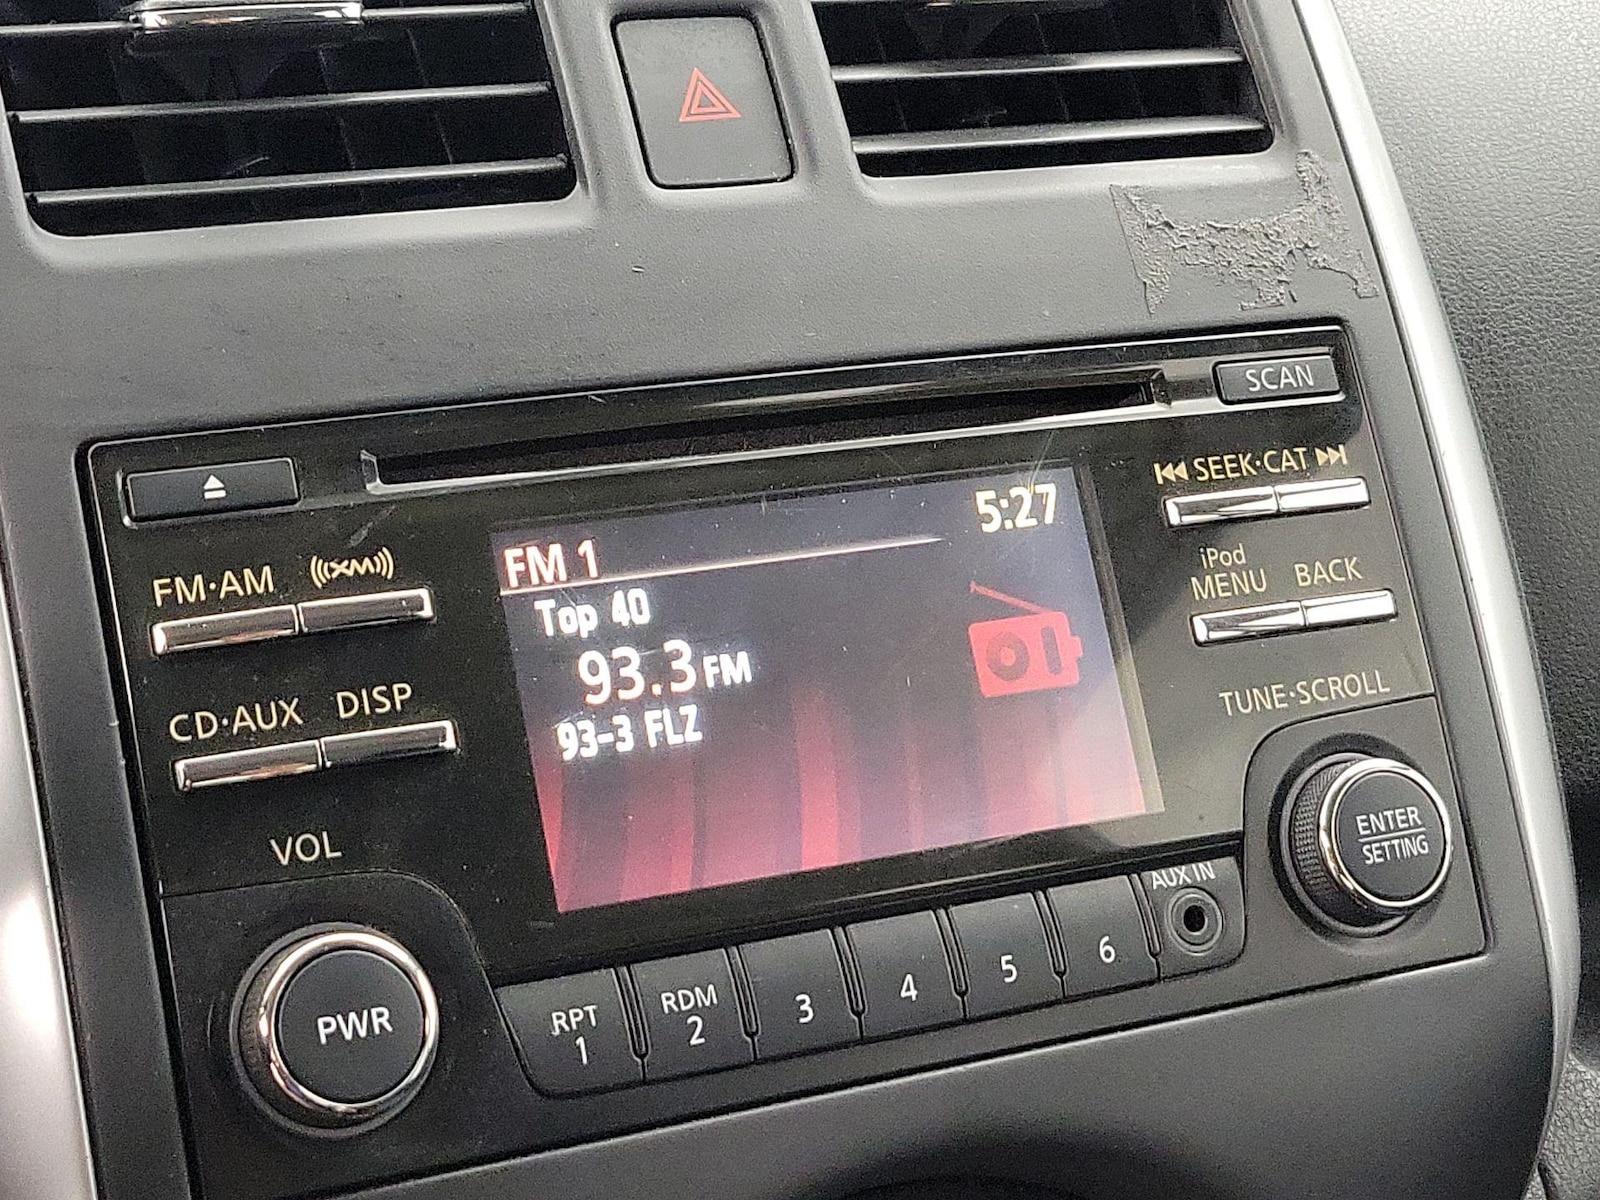 SCAN
SEEK·CAT
5:27
FM 1
FM·AM
((XM))
iPod
MENU
BACK
Top 40
93.3 FM
93-3 FLZ
CD·AUX
DISP
TUNE·SCROLL
VOL
ENTER
SETTING
AUX IN
PWR
RPT
1
RDM
2
3
4
5
6